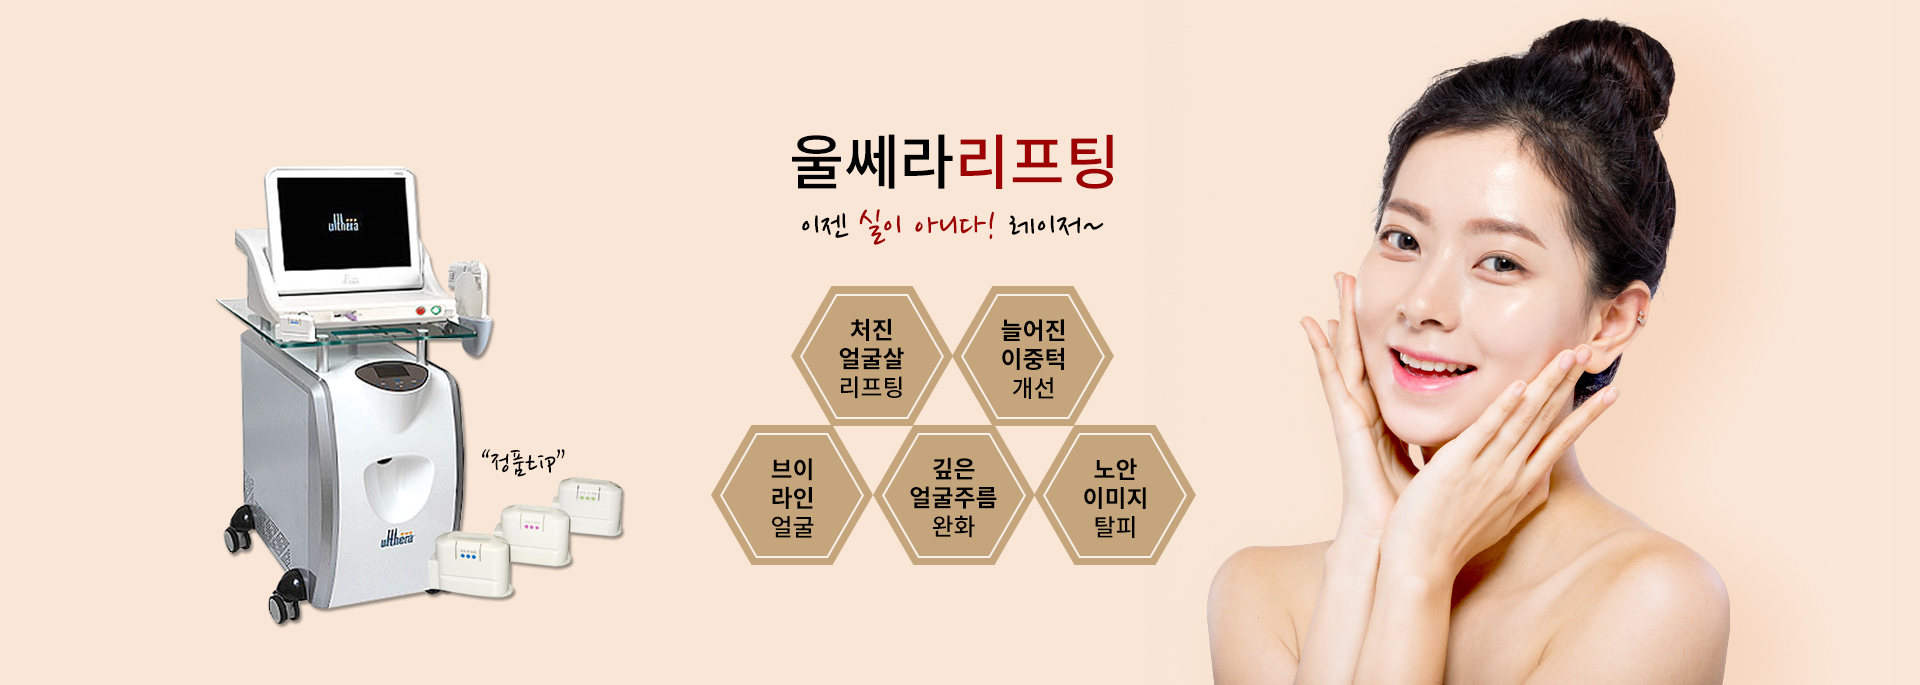 울쎄라리프팅
이젠 실이 아니다! 레이저~
처진
얼굴살
리프팅
늘어진
이중턱
개선
브이
라인
얼굴
깊은
얼굴주름
완화
노안
이미지
탈피
ulthera
"정품tip"
ulthera